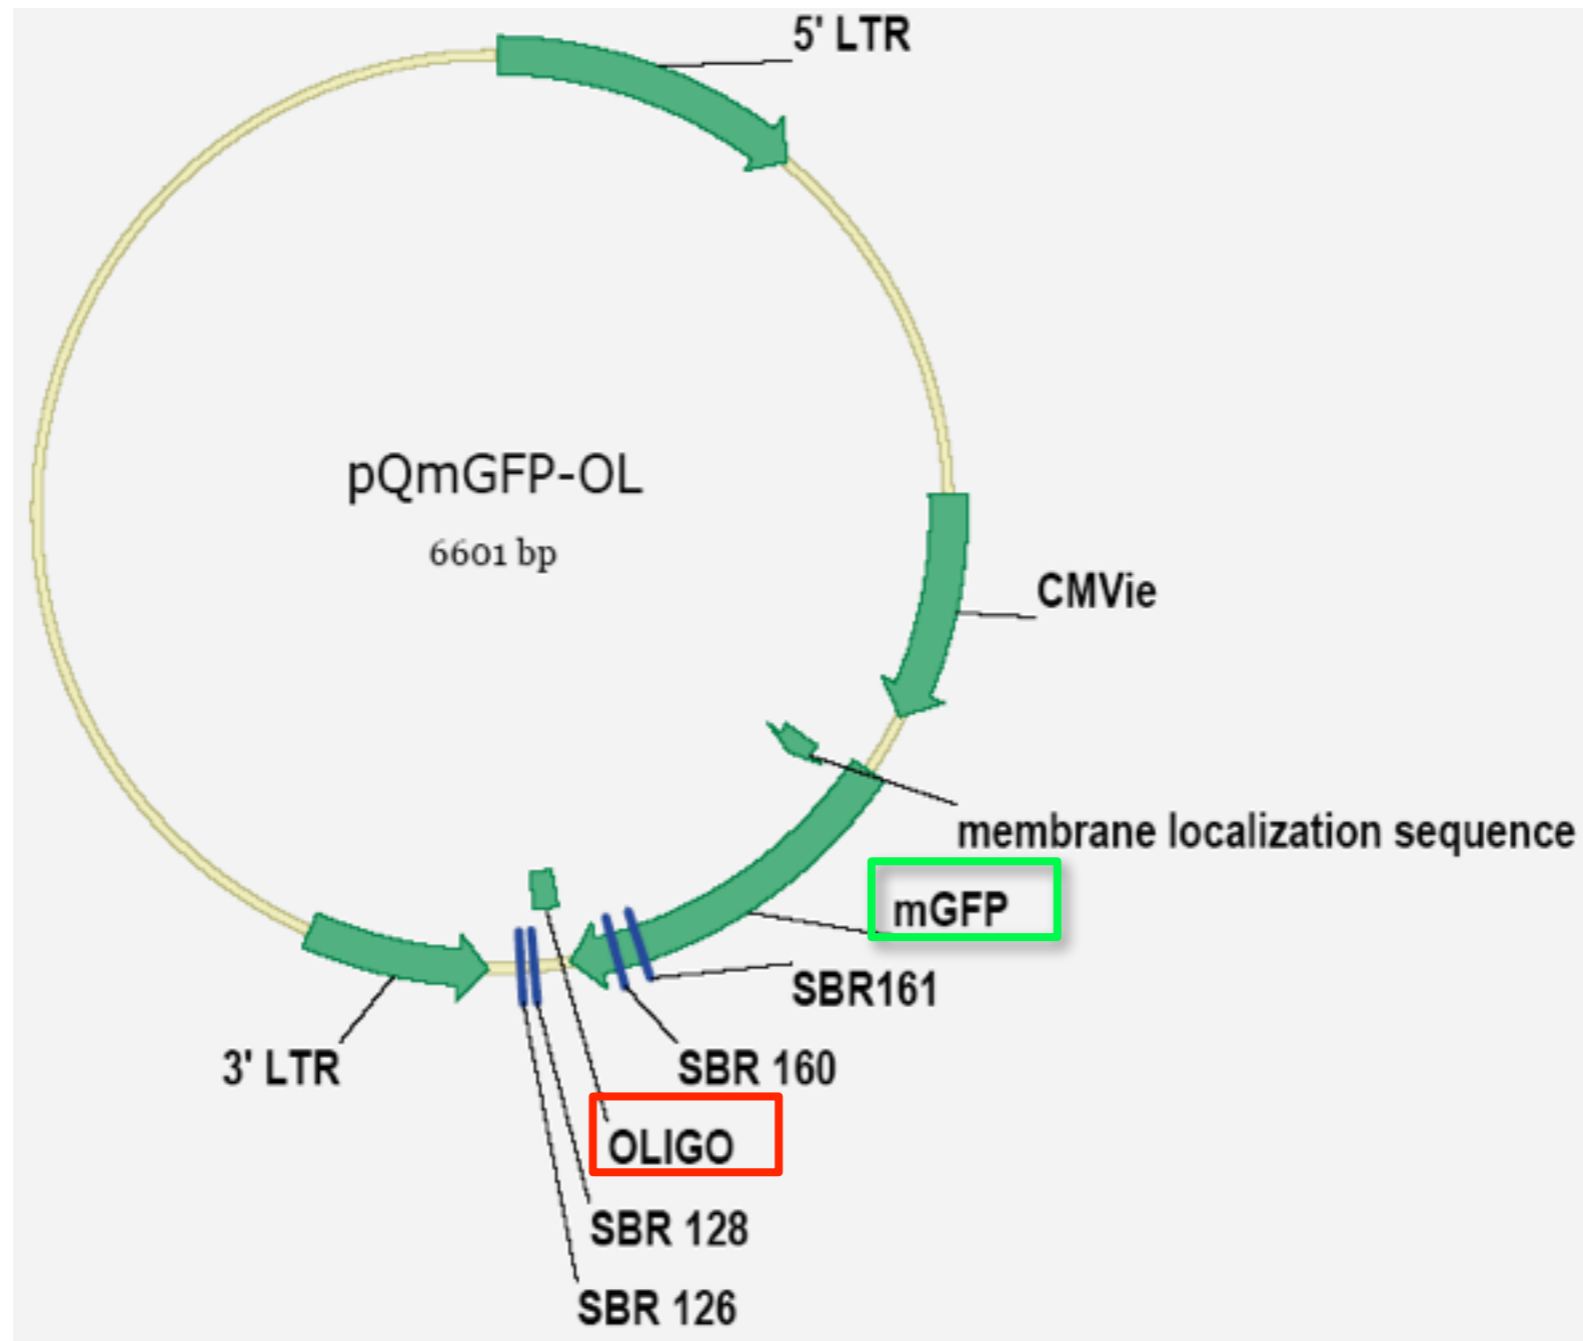 5' LTR
pQmGFP-OL
6601 bp
CMVie
membrane localization sequence
mGFP
SBR161
SBR 160
3' LTR
OLIGO
SBR 128
SBR 126